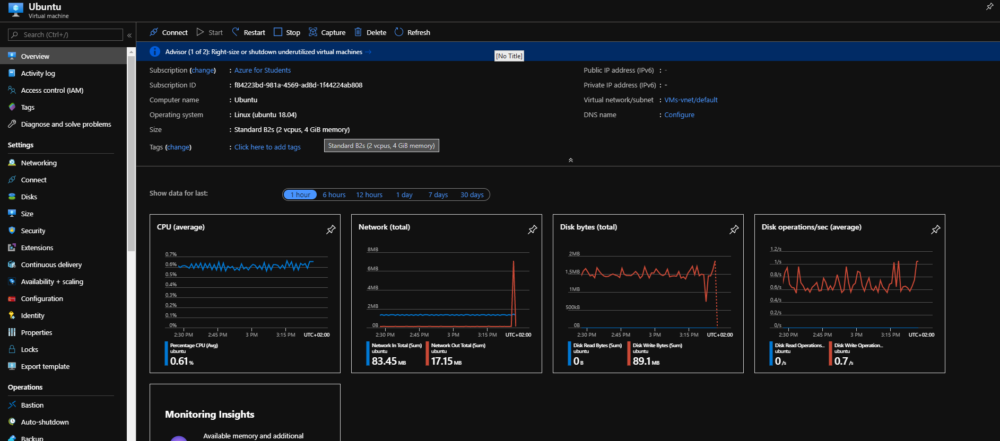 Ubuntu
Virtual machine
Search (Ctrl+/)
«
Connect
Start
Restart
Stop
Capture
Delete
Refresh
Advisor (1 of 2): Right-size or shutdown underutilized virtual machines →
[No Title]
Overview
Activity log
Access control (IAM)
Tags
Diagnose and solve problems
Settings
Networking
Connect
Disks
Size
Security
Extensions
Continuous delivery
Availability + scaling
Configuration
Identity
Properties
Locks
Export template
Operations
Bastion
Auto-shutdown
Backup
Subscription (change) : Azure for Students
Subscription ID : f84223bd-981a-4569-ad8d-1f44224ab808
Computer name : Ubuntu
Operating system : Linux (ubuntu 18.04)
Size : Standard B2s (2 vcpus, 4 GiB memory)
Tags (change) : Click here to add tags
Standard B2s (2 vcpus, 4 GiB memory)
Public IP address (IPv6) : -
Private IP address (IPv6) : -
Virtual network/subnet : VMs-vnet/default
DNS name : Configure
Show data for last:
1 hour 6 hours 12 hours 1 day 7 days 30 days
CPU (average)
0.7%
0.6%
0.5%
0.4%
0.3%
0.2%
0.1%
0%
2:30 PM 2:45 PM 3 PM 3:15 PM UTC+02:00
Percentage CPU (Avg)
ubuntu
0.61 %
Network (total)
8MB
6MB
4MB
2MB
0B
2:30 PM 2:45 PM 3 PM 3:15 PM UTC+02:00
Network In Total (Sum)
ubuntu
83.45 MB
Network Out Total (Sum)
ubuntu
17.15 MB
Disk bytes (total)
2MB
1.5MB
1MB
500kB
0B
2:30 PM 2:45 PM 3 PM 3:15 PM UTC+02:00
Disk Read Bytes (Sum)
ubuntu
0 B
Disk Write Bytes (Sum)
ubuntu
89.1 MB
Disk operations/sec (average)
1.2/s
1/s
0.8/s
0.6/s
0.4/s
0.2/s
0/s
2:30 PM 2:45 PM 3 PM 3:15 PM UTC+02:00
Disk Read Operations...
ubuntu
0 /s
Disk Write Operation...
ubuntu
0.7 /s
Monitoring Insights
Available memory and additional